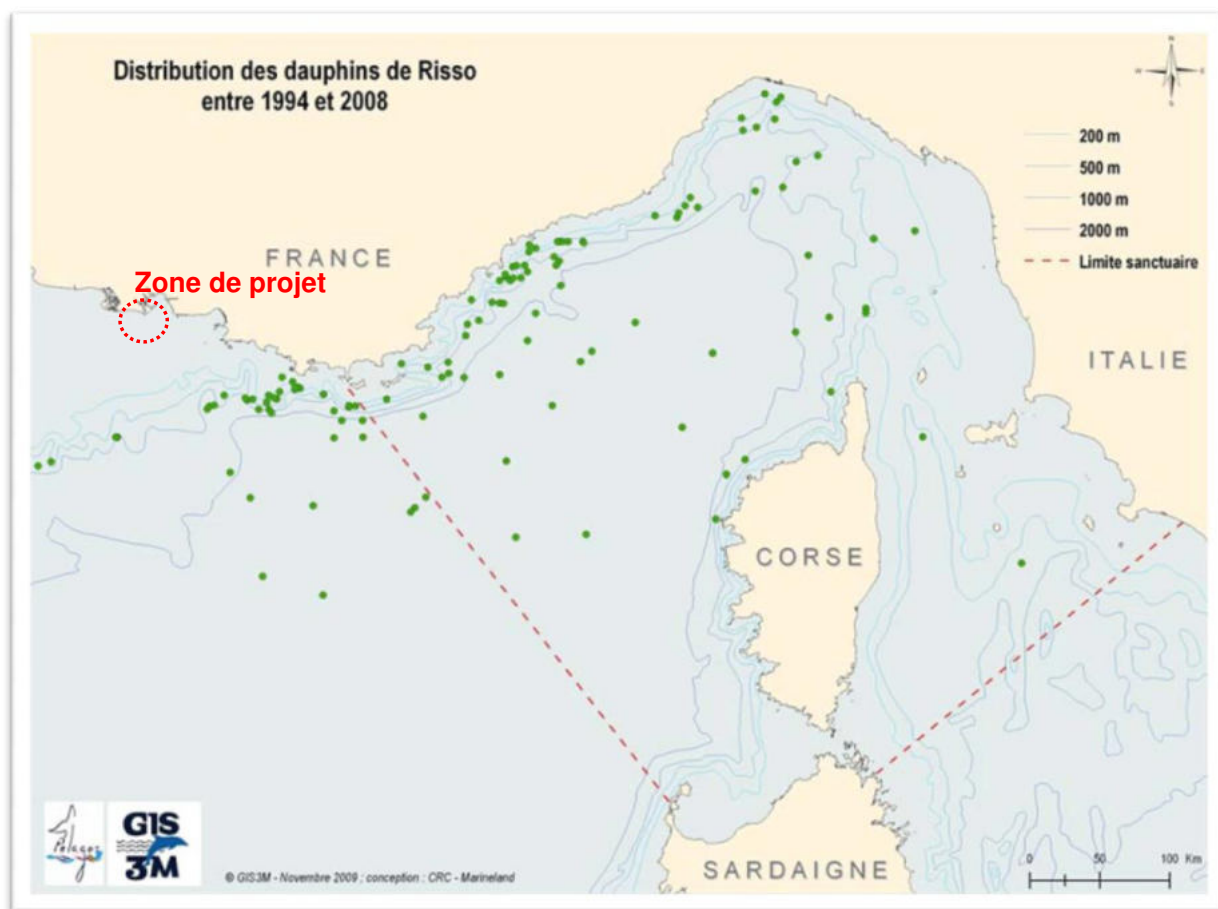 Distribution des dauphins de Risso
entre 1994 et 2008
N
W
E
S
200 m
500 m
1000 m
2000 m
Limite sanctuaire
FRANCE
Zone de projet
ITALIE
CORSE
SARDAIGNE
Pelagos
GIS
3M
© GIS3M - Novembre 2009 ; conception : CRC - Marineland
0 50 100 Km